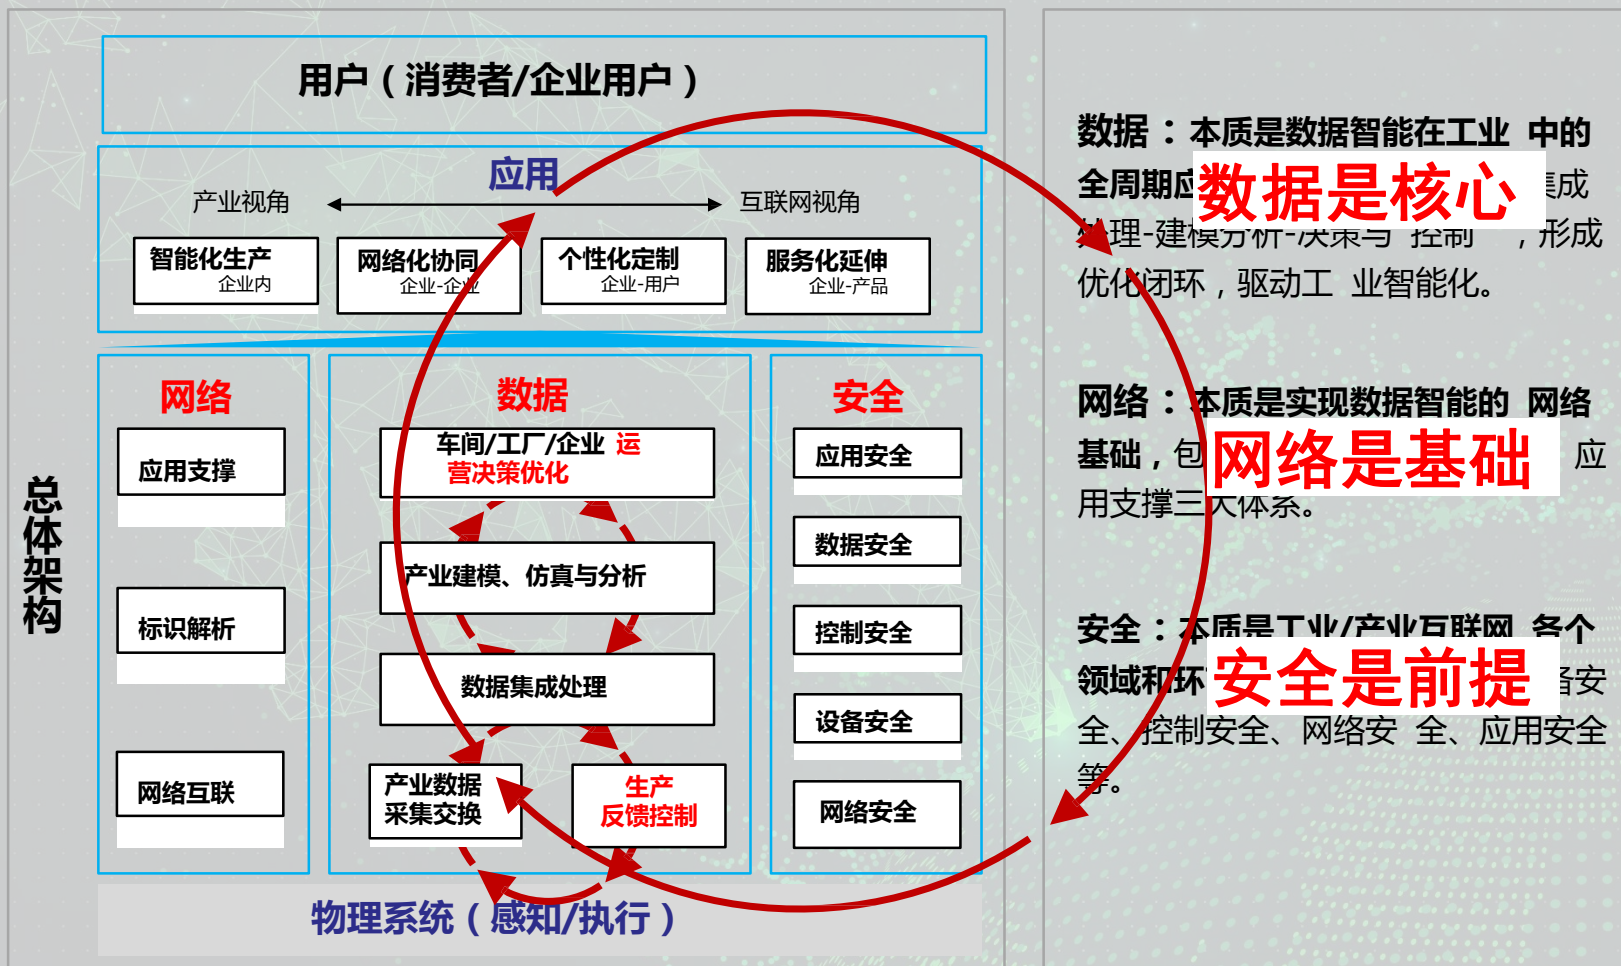 用户（消费者/企业用户）
应用
产业视角
互联网视角
智能化生产
企业内
网络化协同
企业-企业
个性化定制
企业-用户
服务化延伸
企业-产品
总体架构
网络
应用支撑
标识解析
网络互联
数据
车间/工厂/企业 运
营决策优化
产业建模、仿真与分析
数据集成处理
产业数据
采集交换
生产
反馈控制
安全
应用安全
数据安全
控制安全
设备安全
网络安全
物理系统（感知/执行）
数据：本质是数据智能在工业 中的
全周期应
数据是核心
集成
处理-建模分析-决策与 控制 ，形成
优化闭环，驱动工 业智能化。
网络：本质是实现数据智能的 网络
基础，包
网络是基础
应
用支撑三大体系。
安全：本质是工业/产业互联网 各个
领域和环
安全是前提
备安
全、控制安全、网络安 全、应用安全
等。